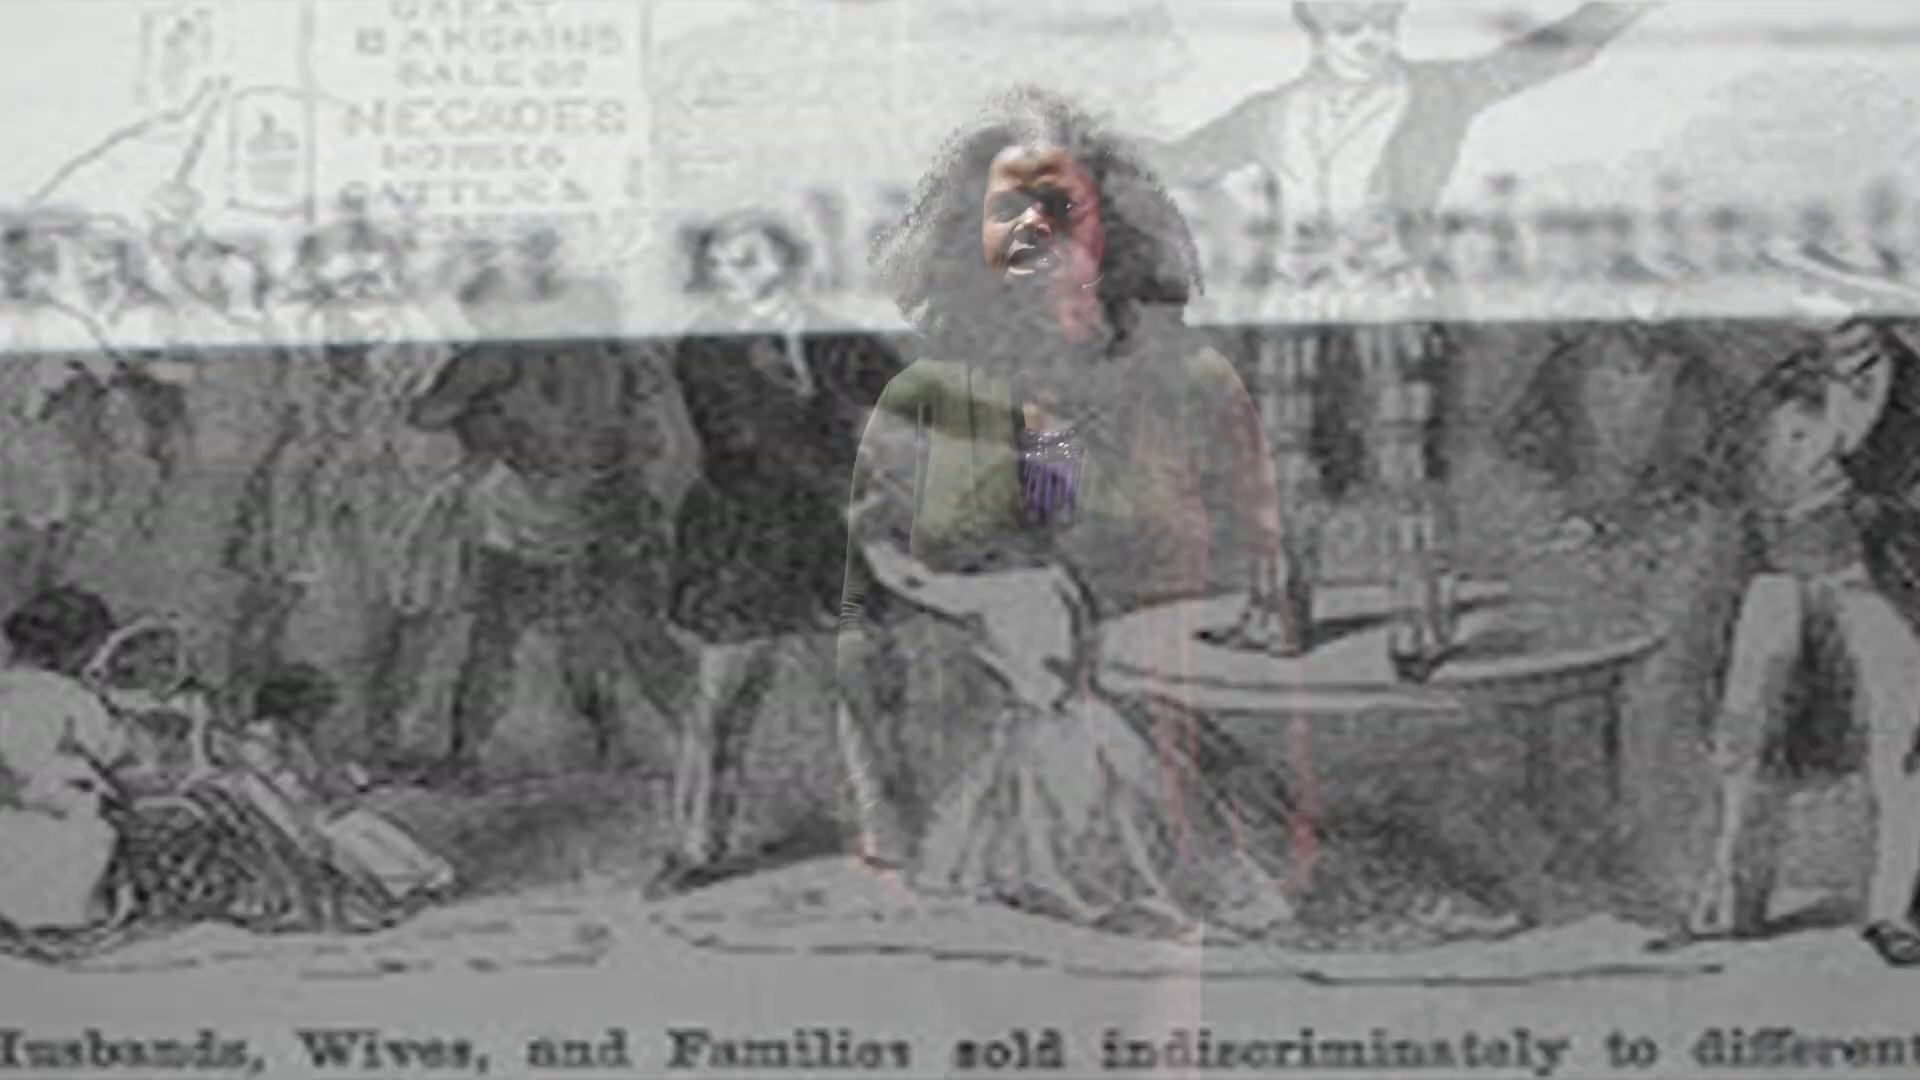 GREAT
BARGAINS
SALE OF
NEGROES
HORSES
CATTLE &
Husbands, Wives, and Families sold indiscriminately to different